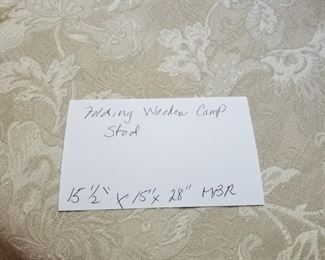 Folding Wooden Camp
Stool
15 1/2" x 15" x 28" MBR